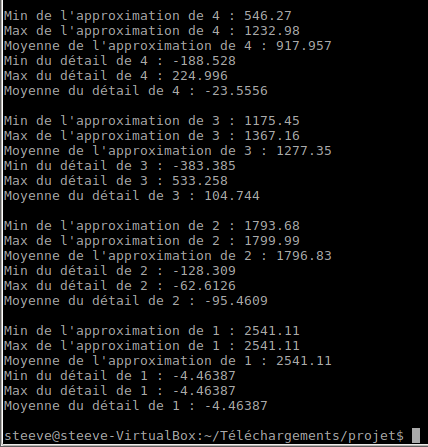 Min de l'approximation de 4 : 546.27
Max de l'approximation de 4 : 1232.98
Moyenne de l'approximation de 4 : 917.957
Min du détail de 4 : -188.528
Max du détail de 4 : 224.996
Moyenne du détail de 4 : -23.5556
Min de l'approximation de 3 : 1175.45
Max de l'approximation de 3 : 1367.16
Moyenne de l'approximation de 3 : 1277.35
Min du détail de 3 : -383.385
Max du détail de 3 : 533.258
Moyenne du détail de 3 : 104.744
Min de l'approximation de 2 : 1793.68
Max de l'approximation de 2 : 1799.99
Moyenne de l'approximation de 2 : 1796.83
Min du détail de 2 : -128.309
Max du détail de 2 : -62.6126
Moyenne du détail de 2 : -95.4609
Min de l'approximation de 1 : 2541.11
Max de l'approximation de 1 : 2541.11
Moyenne de l'approximation de 1 : 2541.11
Min du détail de 1 : -4.46387
Max du détail de 1 : -4.46387
Moyenne du détail de 1 : -4.46387
steeve@steeve-VirtualBox:~/Téléchargements/projet$